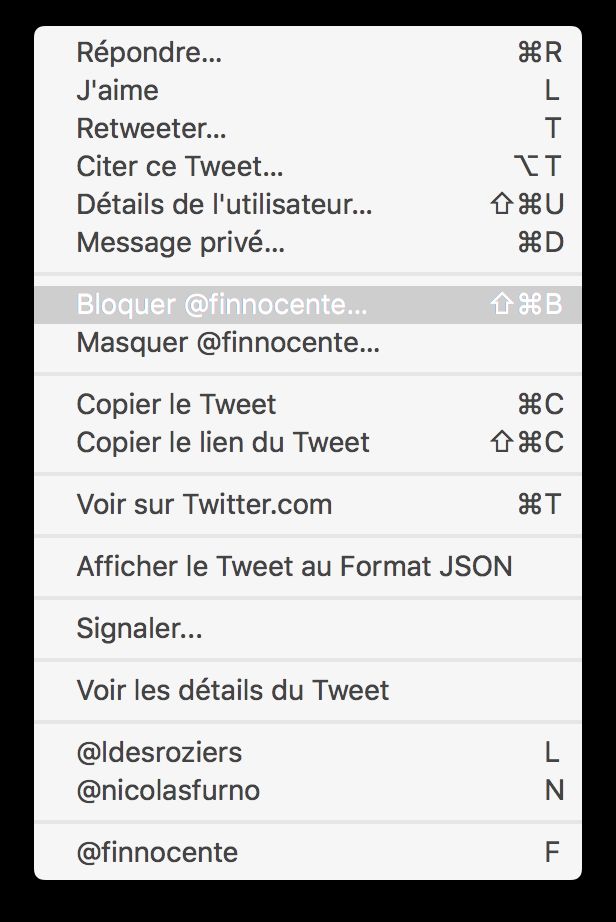 Répondre... ⌘R
J'aime L
Retweeter... T
Citer ce Tweet... ⌥T
Détails de l'utilisateur... ⇧⌘U
Message privé... ⌘D
Bloquer @finnocente... ⇧⌘B
Masquer @finnocente...
Copier le Tweet ⌘C
Copier le lien du Tweet ⇧⌘C
Voir sur Twitter.com ⌘T
Afficher le Tweet au Format JSON
Signaler...
Voir les détails du Tweet
@ldesroziers L
@nicolasfurno N
@finnocente F